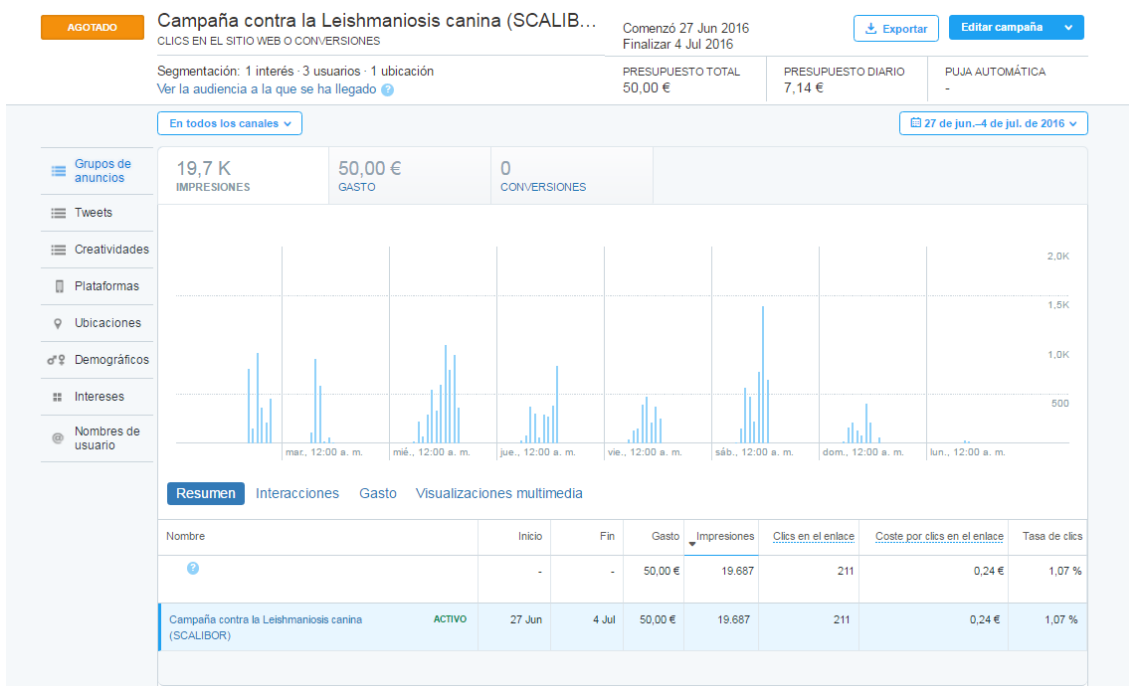 AGOTADO
Campaña contra la Leishmaniosis canina (SCALIB...
CLICS EN EL SITIO WEB O CONVERSIONES
Comenzó 27 Jun 2016
Finalizar 4 Jul 2016
Exportar
Editar campaña
Segmentación: 1 interés · 3 usuarios · 1 ubicación
Ver la audiencia a la que se ha llegado ?
PRESUPUESTO TOTAL
50,00 €
PRESUPUESTO DIARIO
7,14 €
PUJA AUTOMÁTICA
-
En todos los canales
27 de jun.–4 de jul. de 2016
Grupos de
anuncios
Tweets
Creatividades
Plataformas
Ubicaciones
Demográficos
Intereses
@ Nombres de
usuario
19,7 K
IMPRESIONES
50,00 €
GASTO
0
CONVERSIONES
2,0K
1,5K
1,0K
500
mar., 12:00 a. m.
mié., 12:00 a. m.
jue., 12:00 a. m.
vie., 12:00 a. m.
sáb., 12:00 a. m.
dom., 12:00 a. m.
lun., 12:00 a. m.
Resumen Interacciones Gasto Visualizaciones multimedia
Nombre Inicio Fin Gasto Impresiones Clics en el enlace Coste por clics en el enlace Tasa de clics
? - - 50,00 € 19.687 211 0,24 € 1,07 %
Campaña contra la Leishmaniosis canina ACTIVO 27 Jun 4 Jul 50,00 € 19.687 211 0,24 € 1,07 %
(SCALIBOR)